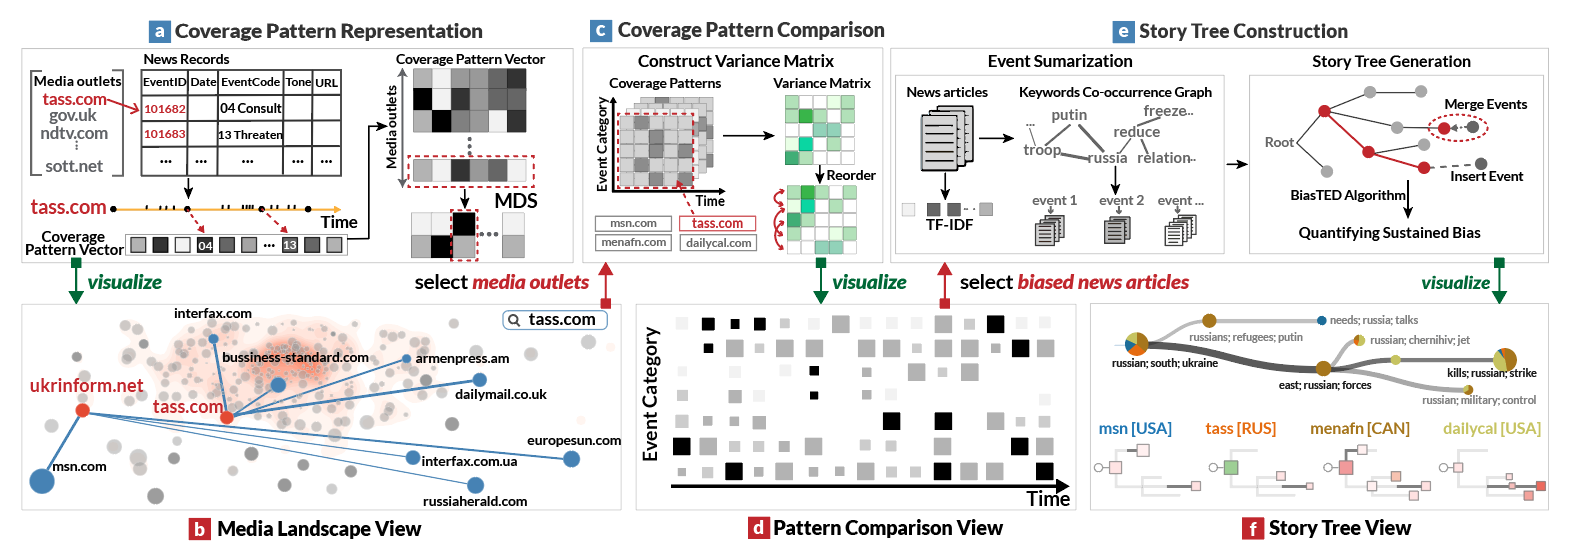 a Coverage Pattern Representation
Media outlets
tass.com
gov.uk
ndtv.com
⋮
sott.net
News Records
EventID Date EventCode Tone URL
101682 04 Consult
101683 13 Threaten
... ... ... ... ...
tass.com
Time
Coverage
Pattern Vector
04 ... 13
Coverage Pattern Vector
Media outlets
MDS
visualize
select media outlets
c Coverage Pattern Comparison
Construct Variance Matrix
Coverage Patterns
Variance Matrix
Event Category
Time
Reorder
msn.com
tass.com
menafn.com
dailycal.com
visualize
select biased news articles
e Story Tree Construction
Event Sumarization
News articles
TF-IDF
Keywords Co-occurrence Graph
putin
freeze...
...
reduce
troop
russia
relation...
event 1
event 2
event ...
Story Tree Generation
Root
Merge Events
Insert Event
BiasTED Algorithm
Quantifying Sustained Bias
visualize
interfax.com
tass.com
bussiness-standard.com
armenpress.am
ukrinform.net
tass.com
dailymail.co.uk
europesun.com
msn.com
interfax.com.ua
russiaherald.com
b Media Landscape View
Event Category
Time
d Pattern Comparison View
needs; russia; talks
russians; refugees; putin
russian; chernihiv; jet
russian; south; ukraine
kills; russian; strike
east; russian; forces
russian; military; control
msn [USA]
tass [RUS]
menafn [CAN]
dailycal [USA]
f Story Tree View